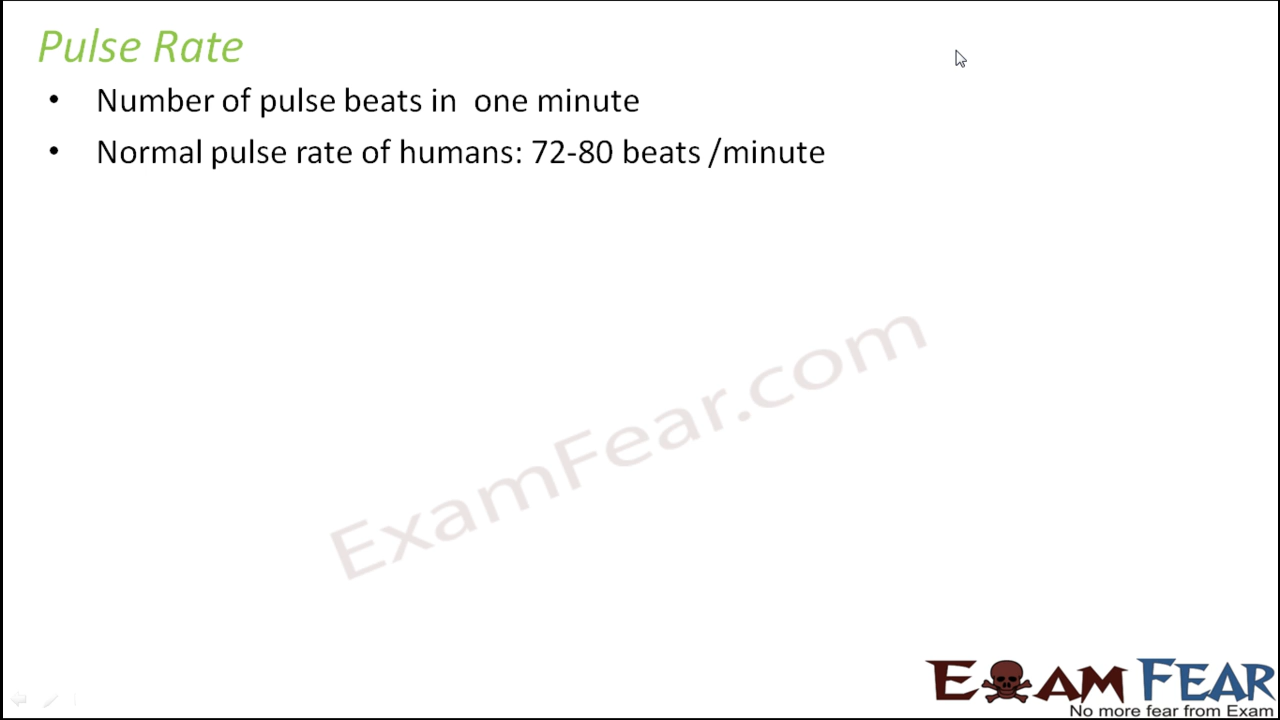 Pulse Rate
• Number of pulse beats in one minute
• Normal pulse rate of humans: 72-80 beats /minute
ExamFear.com
EXAM FEAR
No more fear from Exam